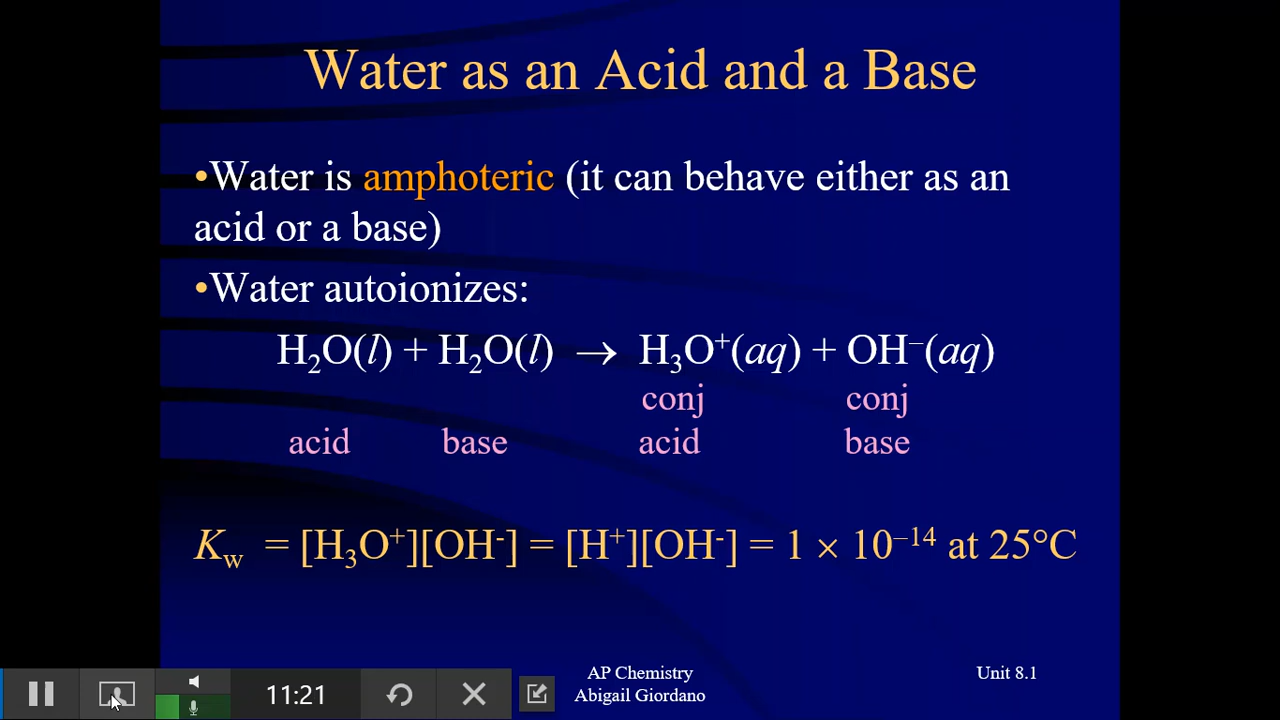 Water as an Acid and a Base
•Water is amphoteric (it can behave either as an
acid or a base)
•Water autoionizes:
H₂O(l) + H₂O(l) → H₃O⁺(aq) + OH⁻(aq)
conj conj
acid base acid base
K_w = [H₃O⁺][OH⁻] = [H⁺][OH⁻] = 1 × 10⁻¹⁴ at 25°C
AP Chemistry
Abigail Giordano
Unit 8.1
11:21